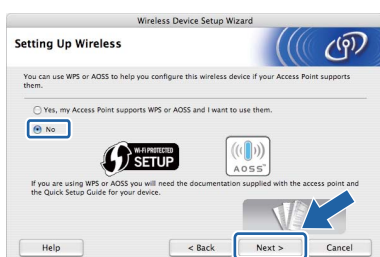 Wireless Device Setup Wizard
Setting Up Wireless
You can use WPS or AOSS to help you configure this wireless device if your Access Point supports
them.
Yes, my Access Point supports WPS or AOSS and I want to use them.
No
Wi-Fi PROTECTED
SETUP
AOSS™
If you are using WPS or AOSS you will need the documentation supplied with the access point and
the Quick Setup Guide for your device.
Help
< Back
Next >
Cancel